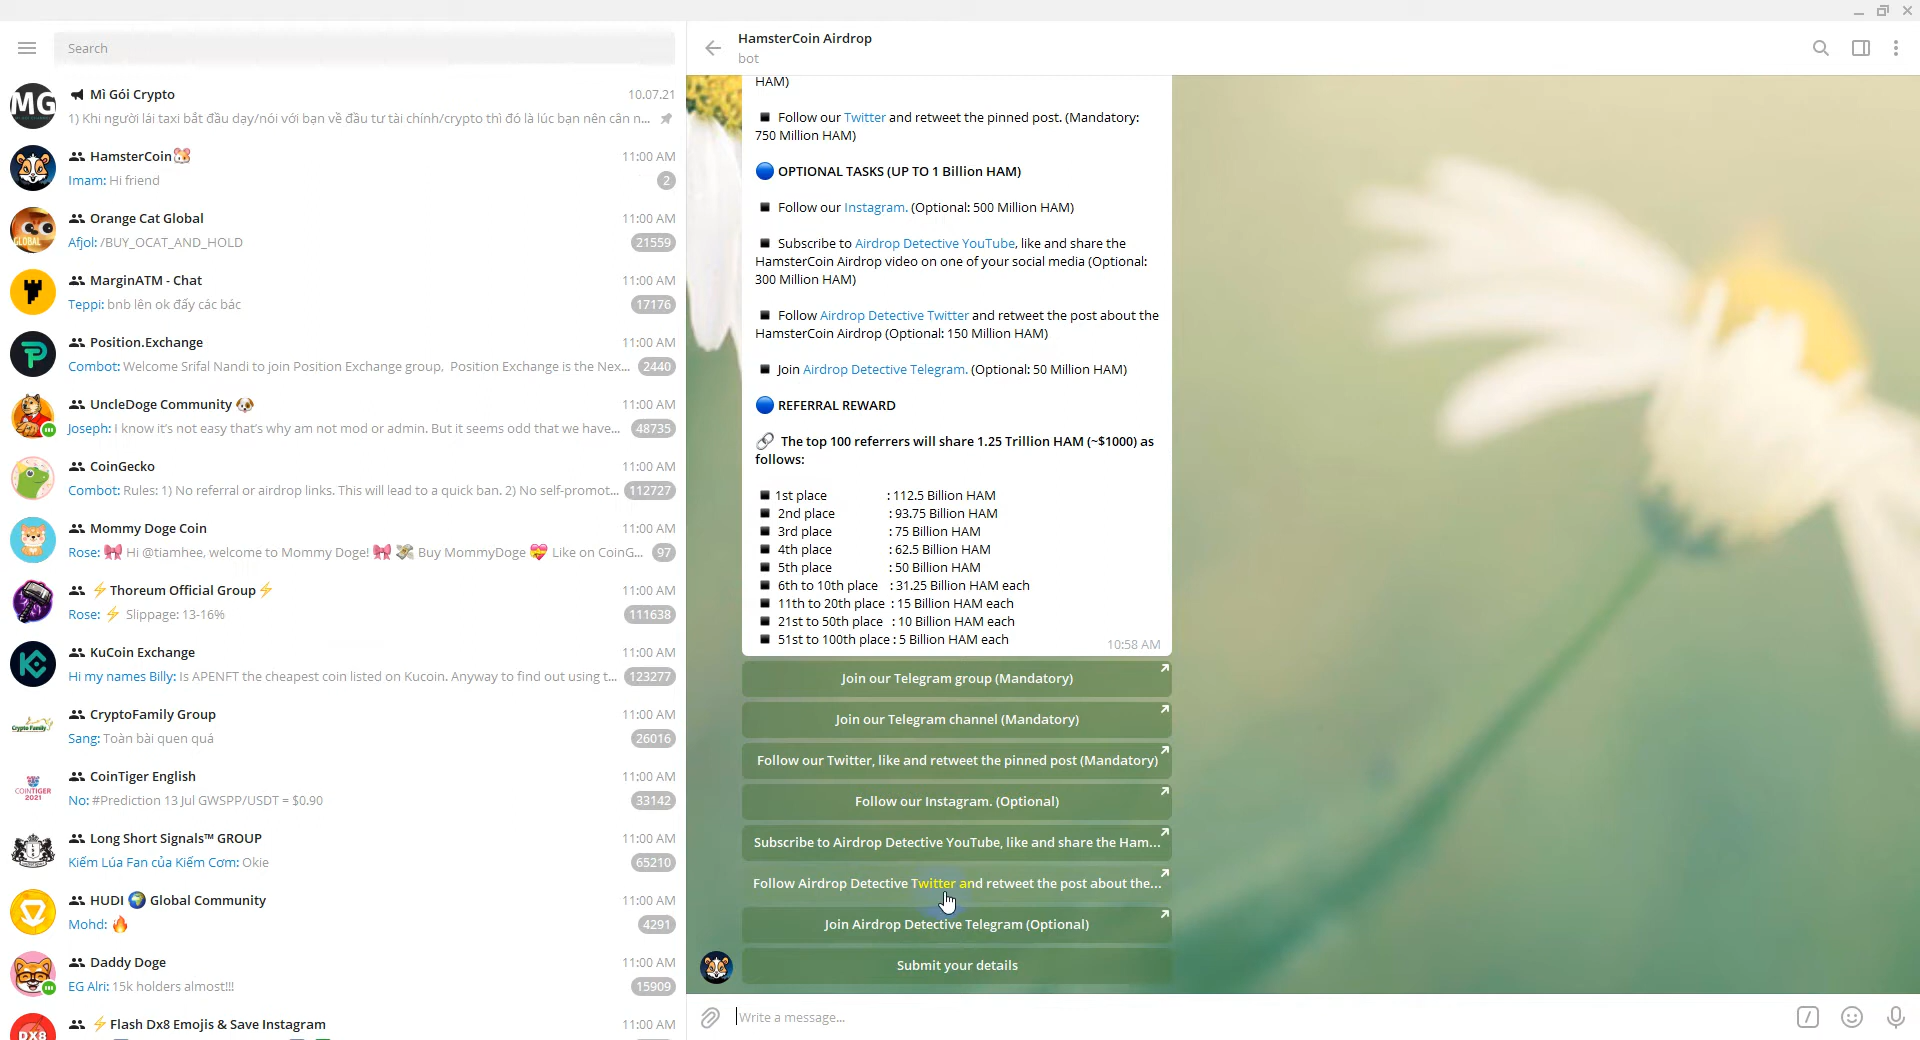 Search
MG
Mì Gói Crypto
10.07.21
1) Khi người lái taxi bắt đầu dạy/nói với bạn về đầu tư tài chính/crypto thì đó là lúc bạn nên cân n...
HamsterCoin🐹
11:00 AM
Imam: Hi friend
2
GLOBAL
Orange Cat Global
11:00 AM
Afjol: /BUY_OCAT_AND_HOLD
21559
MarginATM - Chat
11:00 AM
Teppi: bnb lên ok đấy các bác
17176
Position.Exchange
11:00 AM
Combot: Welcome Srifal Nandi to join Position Exchange group, Position Exchange is the Nex...
2440
UncleDoge Community 🐶
11:00 AM
Joseph: I know it's not easy that's why am not mod or admin. But it seems odd that we have...
48735
CoinGecko
11:00 AM
Combot: Rules: 1) No referral or airdrop links. This will lead to a quick ban. 2) No self-promot...
112727
Mommy Doge Coin
11:00 AM
Rose: 🎀 Hi @tiamhee, welcome to Mommy Doge! 🎀 💸 Buy MommyDoge 💝 Like on CoinG...
97
⚡Thoreum Official Group⚡
11:00 AM
Rose: ⚡ Slippage: 13-16%
111638
KuCoin Exchange
11:00 AM
Hi my names Billy: Is APENFT the cheapest coin listed on Kucoin. Anyway to find out using t...
123277
Crypto Family
CryptoFamily Group
11:00 AM
Sang: Toàn bài quen quá
26016
COINTIGER
2021
CoinTiger English
11:00 AM
No: #Prediction 13 Jul GWSPP/USDT = $0.90
33142
Long Short Signals™ GROUP
11:00 AM
Kiếm Lúa Fan của Kiếm Cơm: Okie
65210
HUDI 🌍 Global Community
11:00 AM
Mohd: 🔥
4291
Daddy Doge
11:00 AM
EG Alri: 15k holders almost!!!
15909
DX8
⚡Flash Dx8 Emojis & Save Instagram
11:00 AM
HamsterCoin Airdrop
bot
HAM)
◾ Follow our Twitter and retweet the pinned post. (Mandatory:
750 Million HAM)
🔵 OPTIONAL TASKS (UP TO 1 Billion HAM)
◾ Follow our Instagram. (Optional: 500 Million HAM)
◾ Subscribe to Airdrop Detective YouTube, like and share the
HamsterCoin Airdrop video on one of your social media (Optional:
300 Million HAM)
◾ Follow Airdrop Detective Twitter and retweet the post about the
HamsterCoin Airdrop (Optional: 150 Million HAM)
◾ Join Airdrop Detective Telegram. (Optional: 50 Million HAM)
🔵 REFERRAL REWARD
🔗 The top 100 referrers will share 1.25 Trillion HAM (~$1000) as
follows:
◾ 1st place : 112.5 Billion HAM
◾ 2nd place : 93.75 Billion HAM
◾ 3rd place : 75 Billion HAM
◾ 4th place : 62.5 Billion HAM
◾ 5th place : 50 Billion HAM
◾ 6th to 10th place : 31.25 Billion HAM each
◾ 11th to 20th place : 15 Billion HAM each
◾ 21st to 50th place : 10 Billion HAM each
◾ 51st to 100th place : 5 Billion HAM each
10:58 AM
Join our Telegram group (Mandatory)
Join our Telegram channel (Mandatory)
Follow our Twitter, like and retweet the pinned post (Mandatory)
Follow our Instagram. (Optional)
Subscribe to Airdrop Detective YouTube, like and share the Ham...
Follow Airdrop Detective Twitter and retweet the post about the...
Join Airdrop Detective Telegram (Optional)
Submit your details
Write a message...